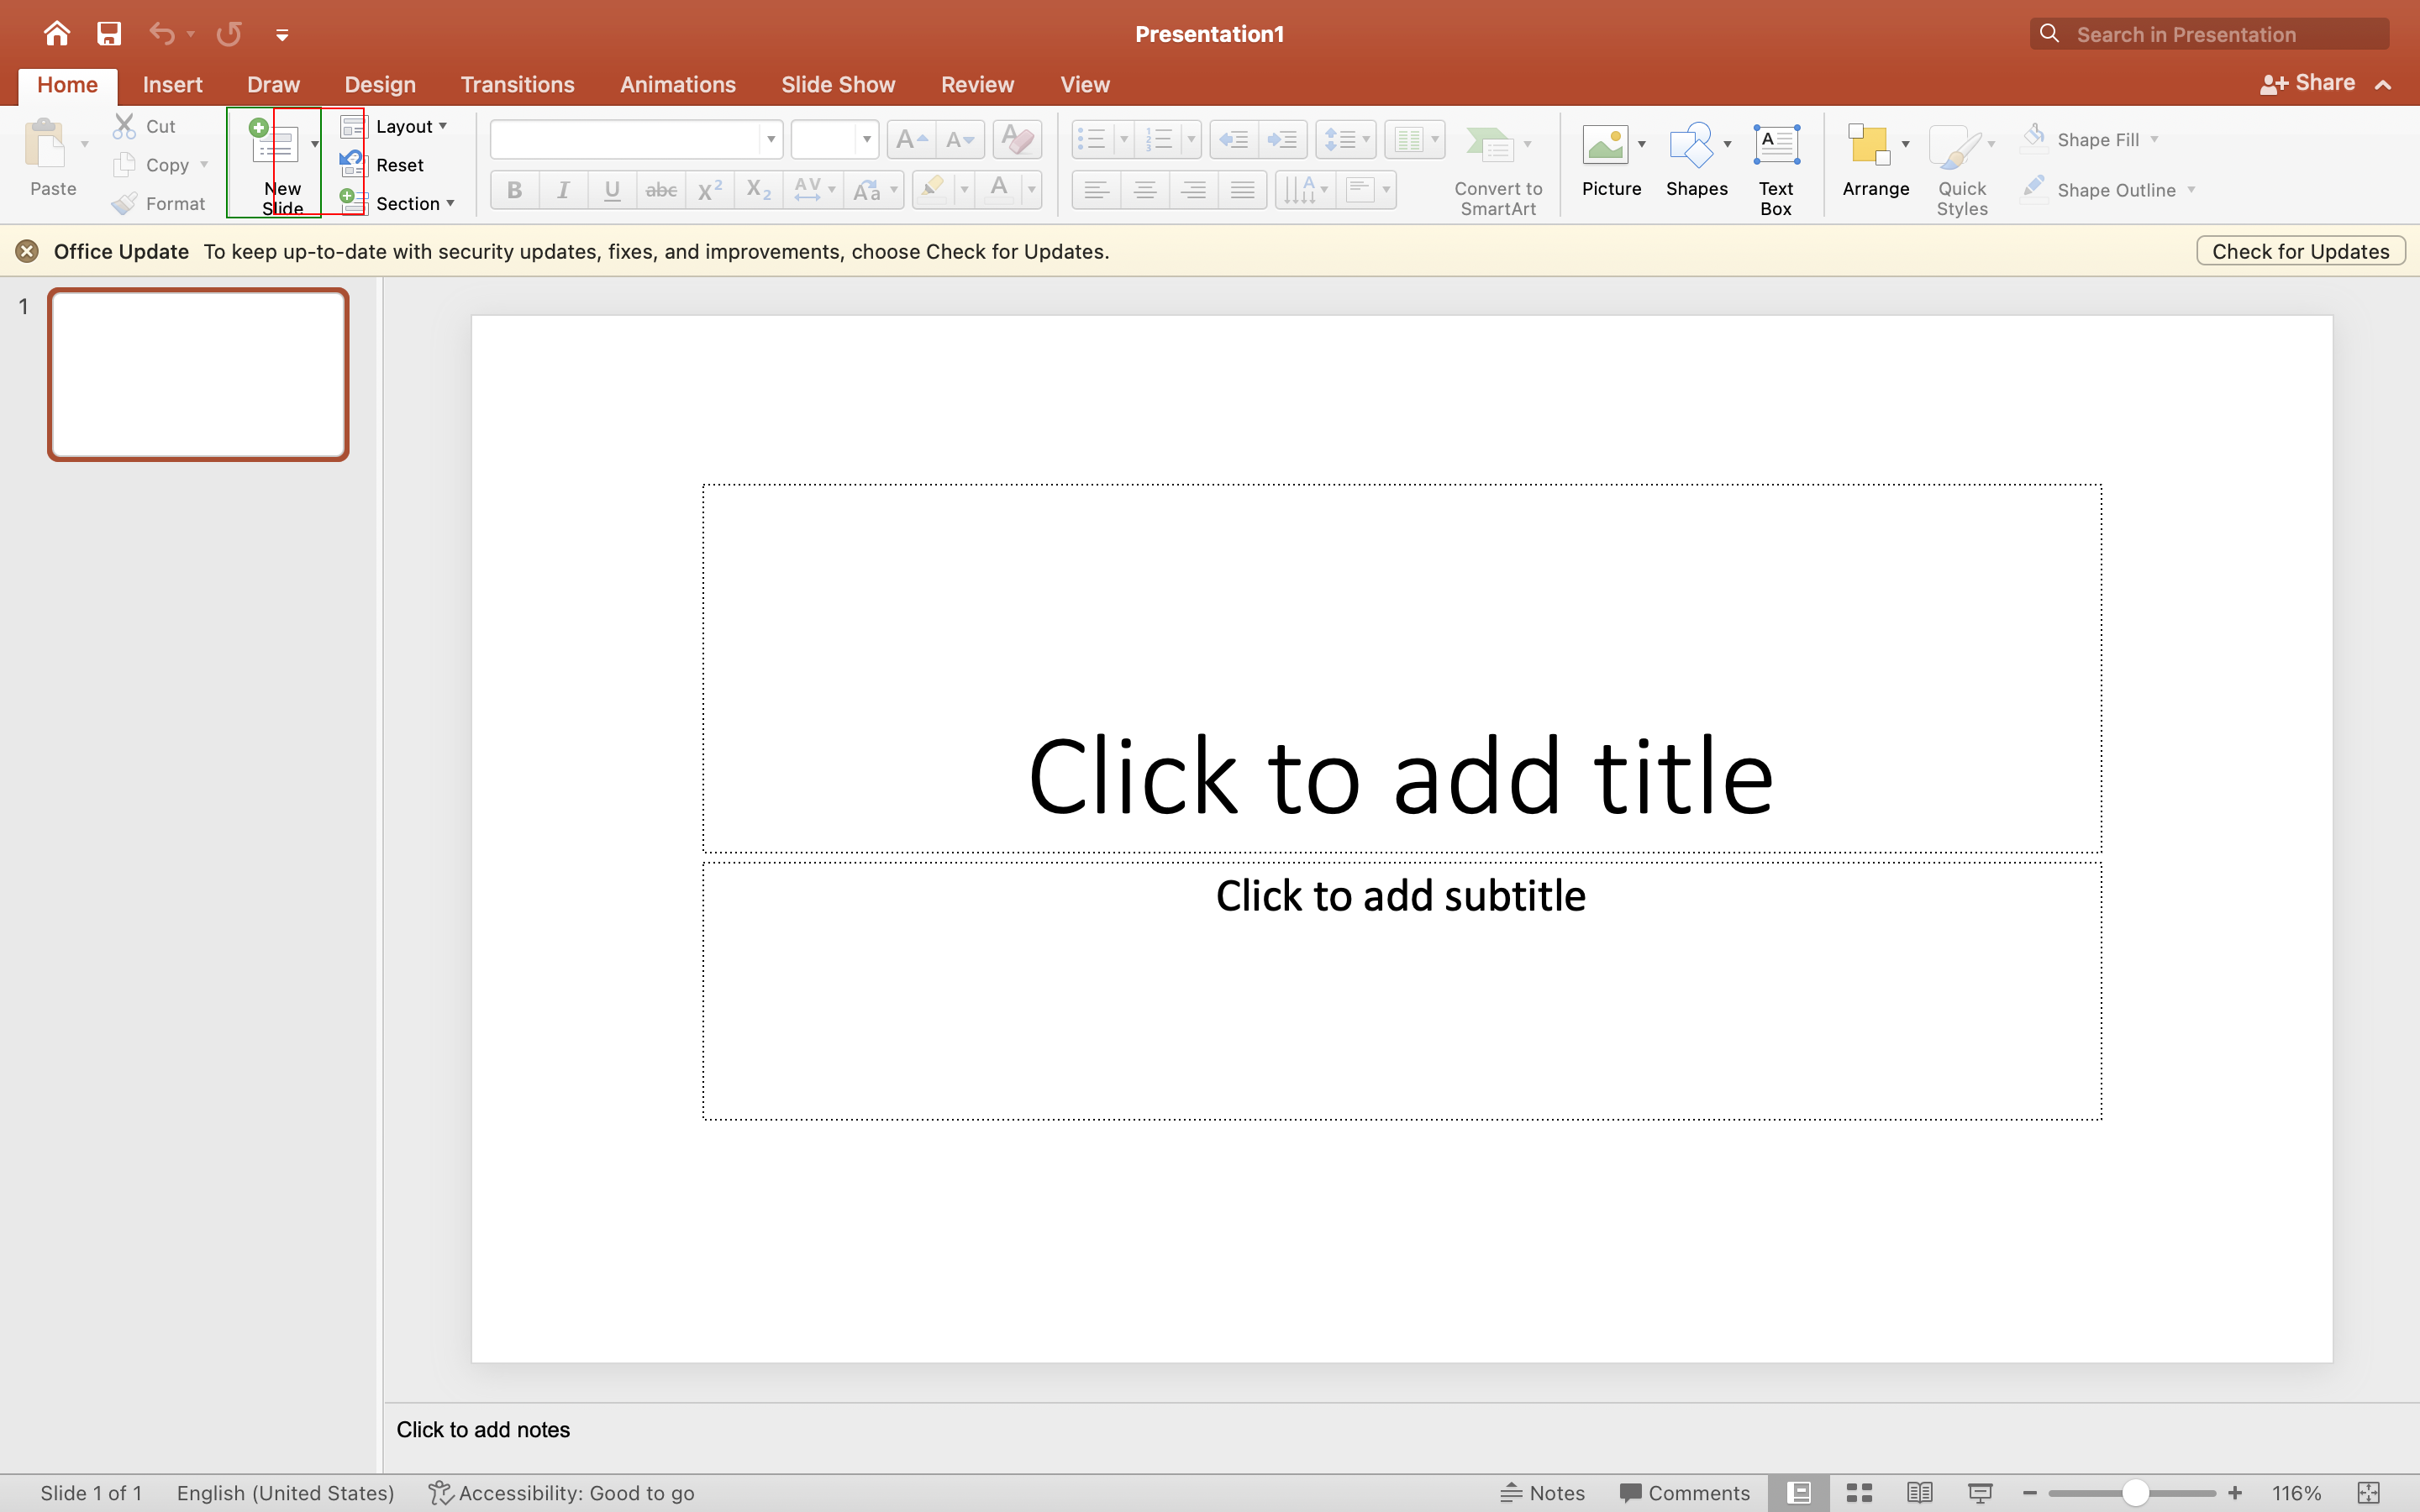 Presentation1
Search in Presentation
Home Insert Draw Design Transitions Animations Slide Show Review View
Share
Paste
Cut
Copy
Format
New
Slide
Layout
Reset
Section
B I U abc X2 X2 AV Aa A
Convert to
SmartArt
Picture
Shapes
Text
Box
Arrange
Quick
Styles
Shape Fill
Shape Outline
Office Update To keep up-to-date with security updates, fixes, and improvements, choose Check for Updates.
Check for Updates
1
Click to add title
Click to add subtitle
Click to add notes
Slide 1 of 1 English (United States) Accessibility: Good to go
Notes Comments 116%